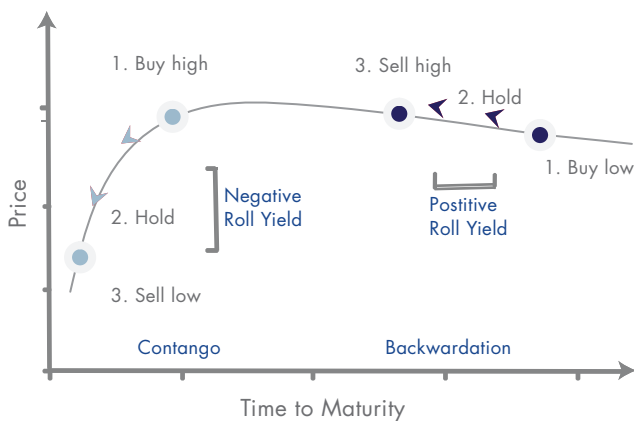 1. Buy high
3. Sell high
2. Hold
1. Buy low
Price
Negative
Roll Yield
Postitive
Roll Yield
2. Hold
3. Sell low
Contango
Backwardation
Time to Maturity